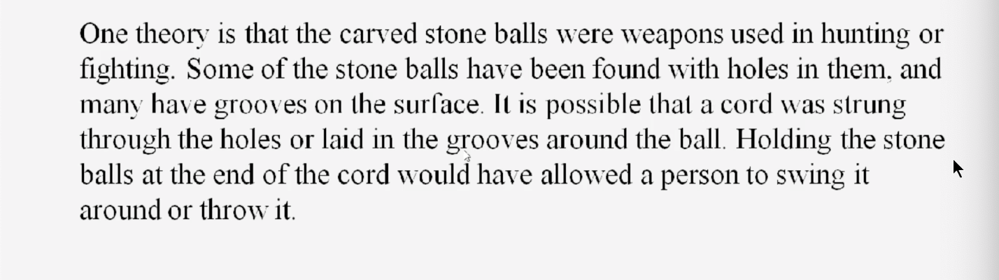 One theory is that the carved stone balls were weapons used in hunting or
fighting. Some of the stone balls have been found with holes in them, and
many have grooves on the surface. It is possible that a cord was strung
through the holes or laid in the grooves around the ball. Holding the stone
balls at the end of the cord would have allowed a person to swing it
around or throw it.